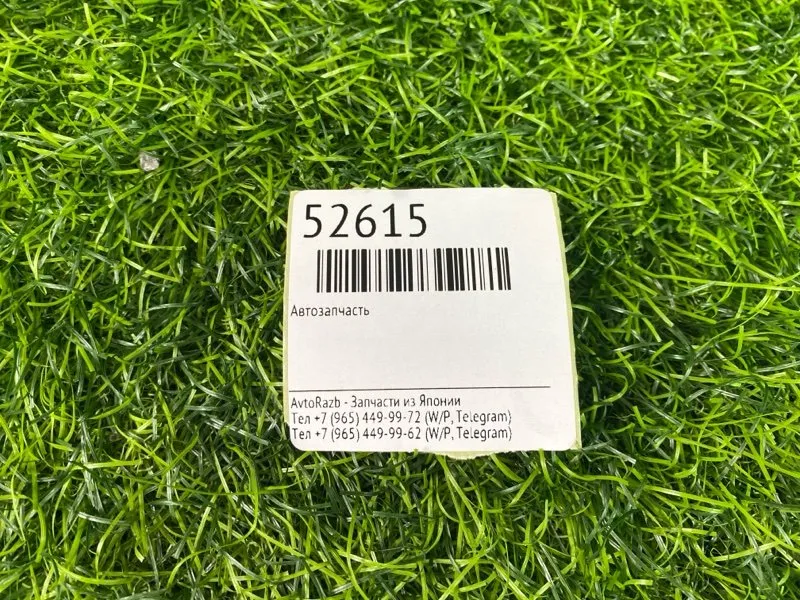 52615
Автозапчасть
AvtoRazb - Запчасти из Японии
Тел +7 (965) 449-99-72 (W/P, Telegram)
Тел +7 (965) 449-99-62 (W/P, Telegram)